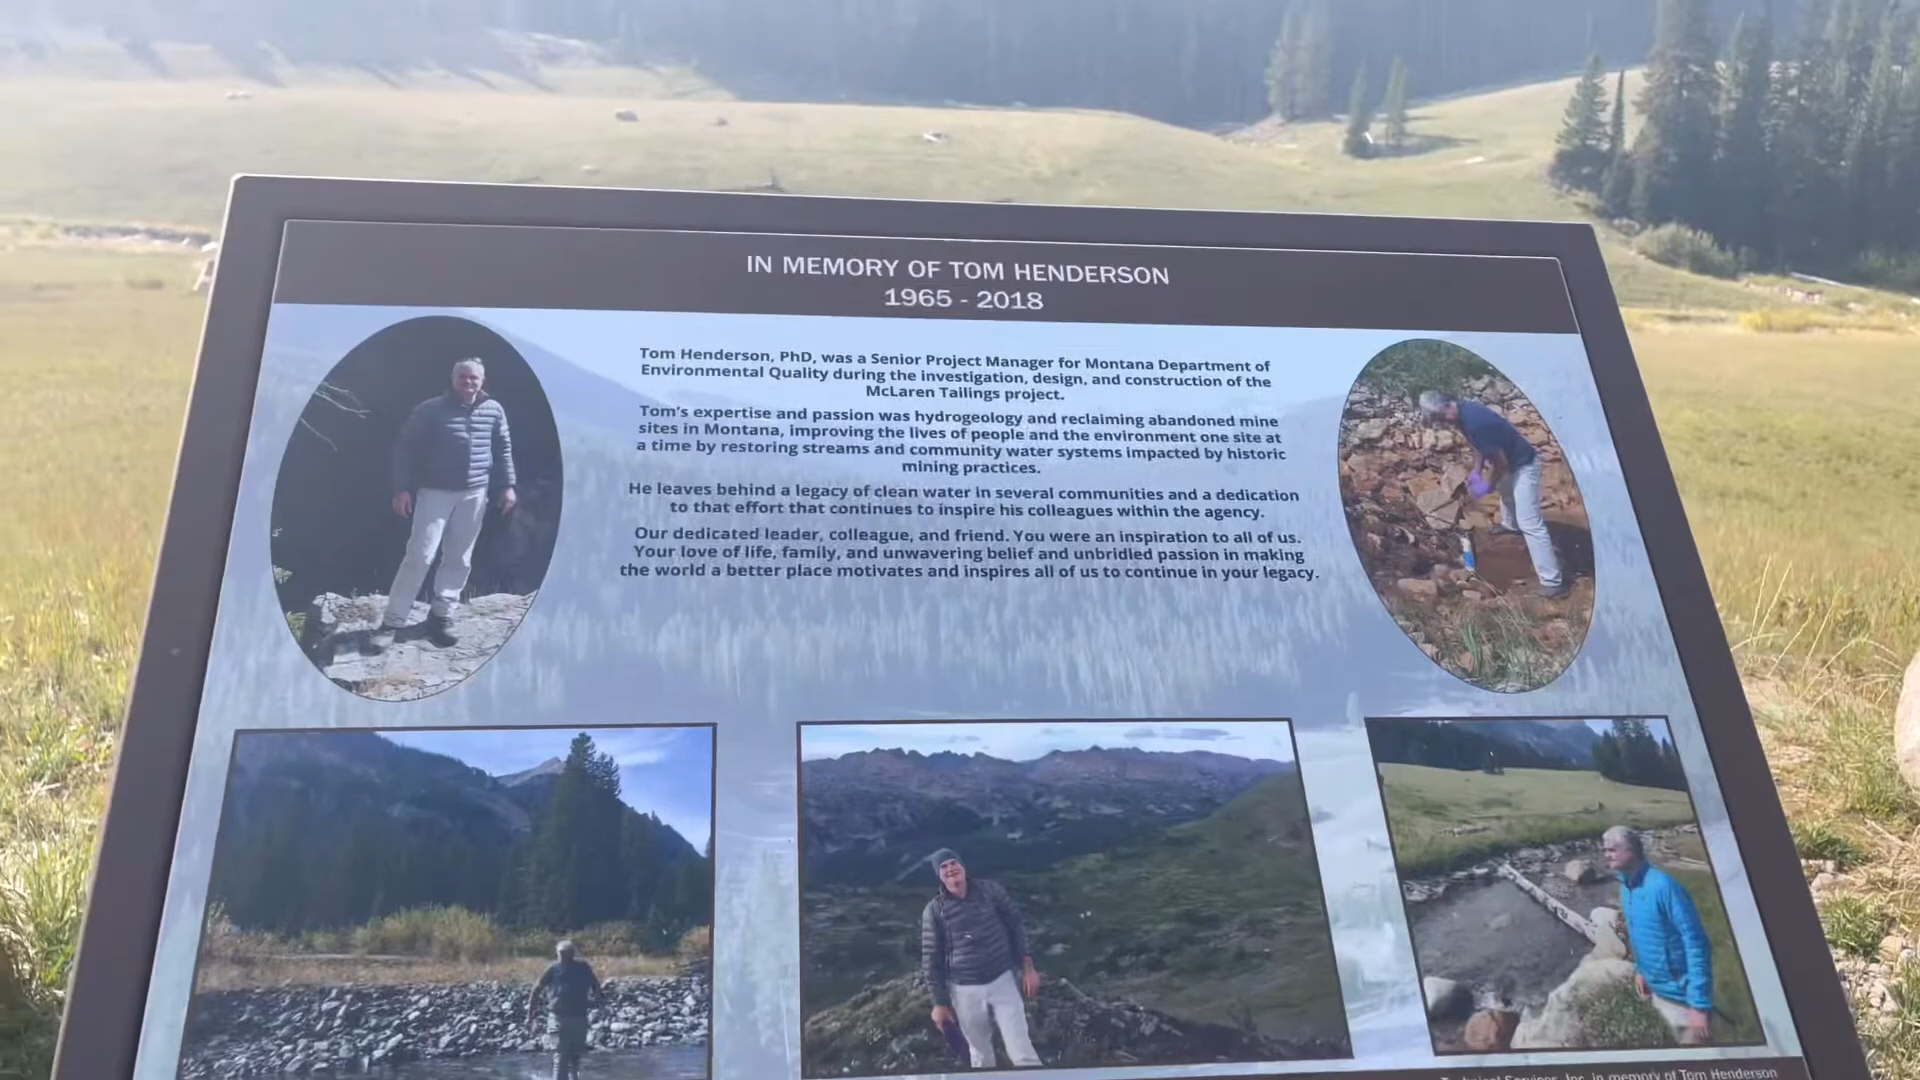 IN MEMORY OF TOM HENDERSON
1965 - 2018
Tom Henderson, PhD, was a Senior Project Manager for Montana Department of
Environmental Quality during the investigation, design, and construction of the
McLaren Tailings project.
Tom's expertise and passion was hydrogeology and reclaiming abandoned mine
sites in Montana, improving the lives of people and the environment one site at
a time by restoring streams and community water systems impacted by historic
mining practices.
He leaves behind a legacy of clean water in several communities and a dedication
to that effort that continues to inspire his colleagues within the agency.
Our dedicated leader, colleague, and friend. You were an inspiration to all of us.
Your love of life, family, and unwavering belief and unbridled passion in making
the world a better place motivates and inspires all of us to continue in your legacy.
Services, Inc. in memory of Tom Henderson